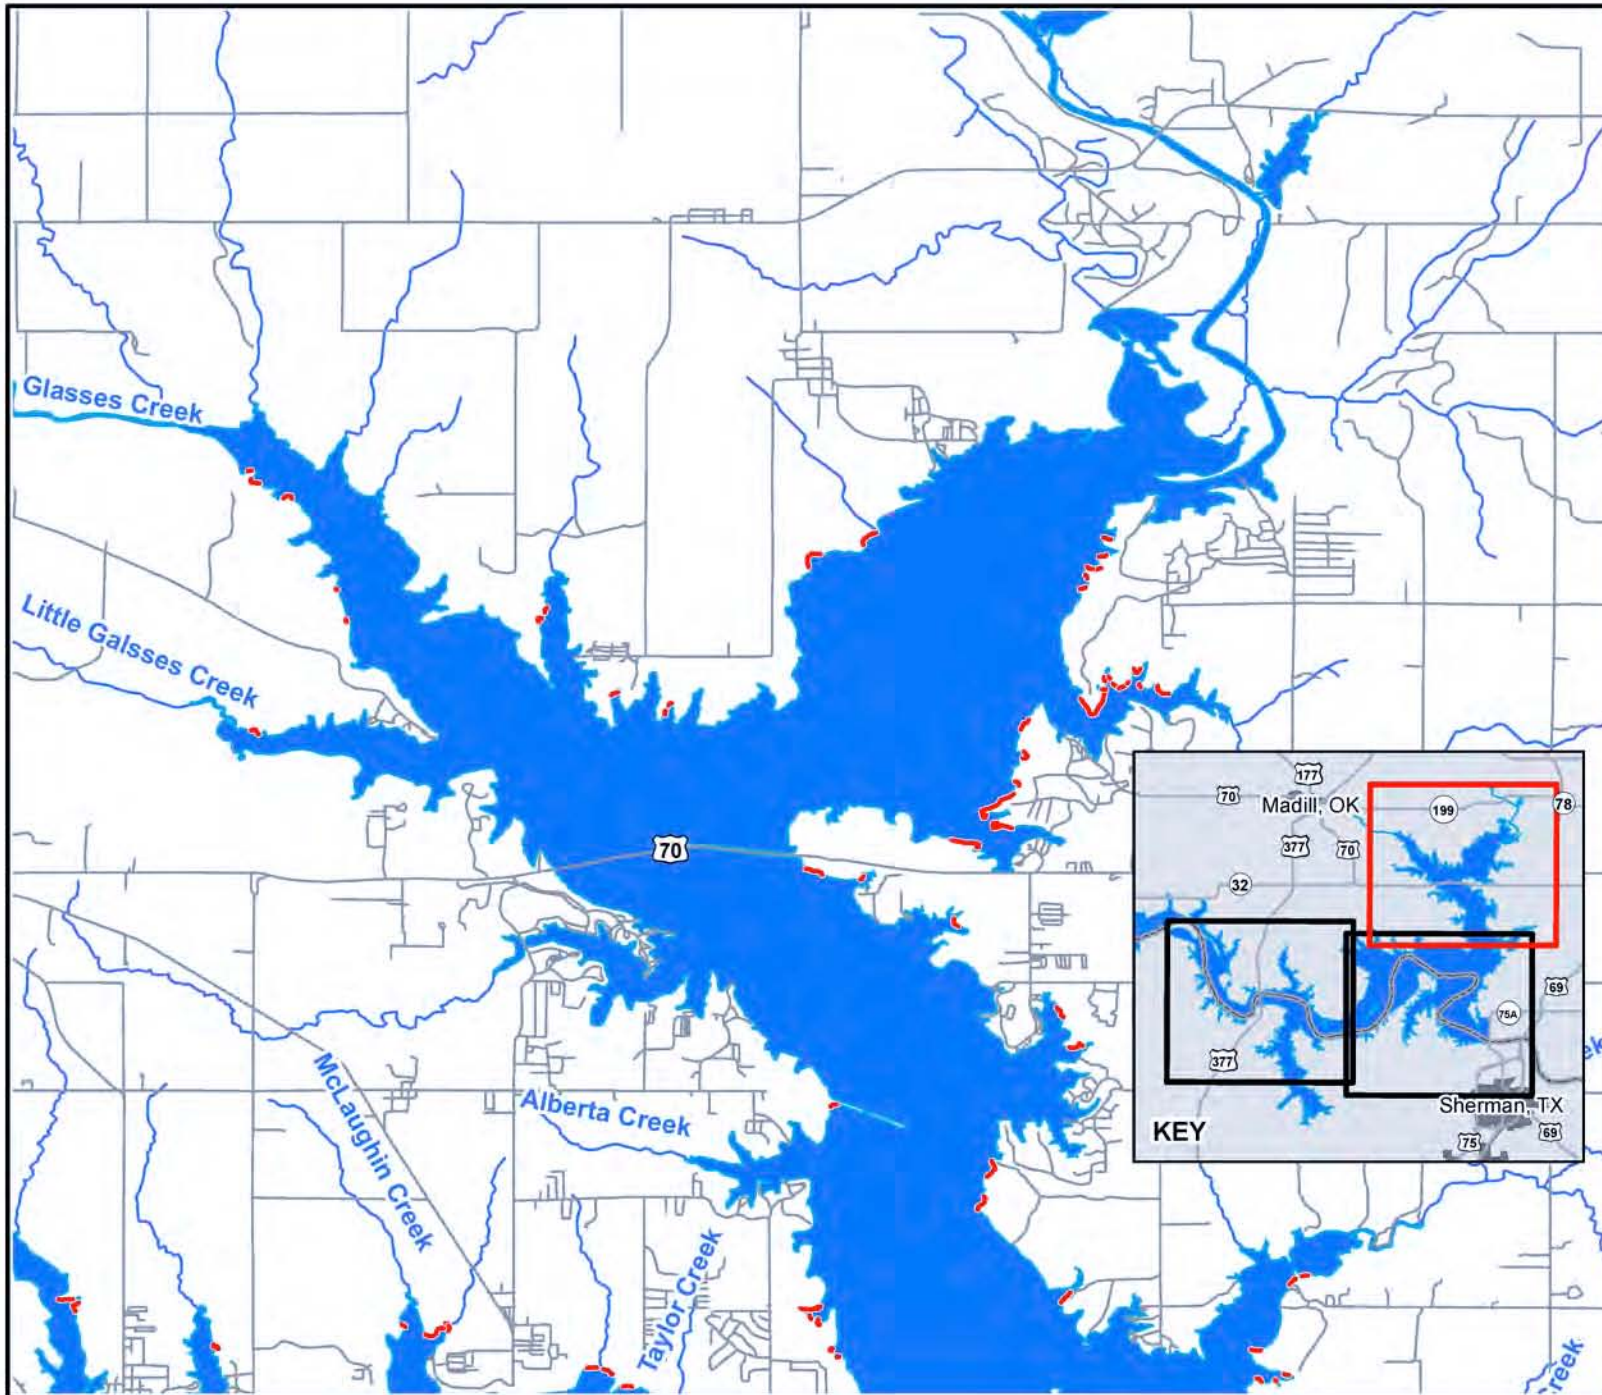 Glasses Creek
Little Galsses Creek
70
McLaughin Creek
Alberta Creek
Taylor Creek
177
70
Madill, OK
199
78
377
70
32
69
75A
377
Sherman, TX
69
75
KEY